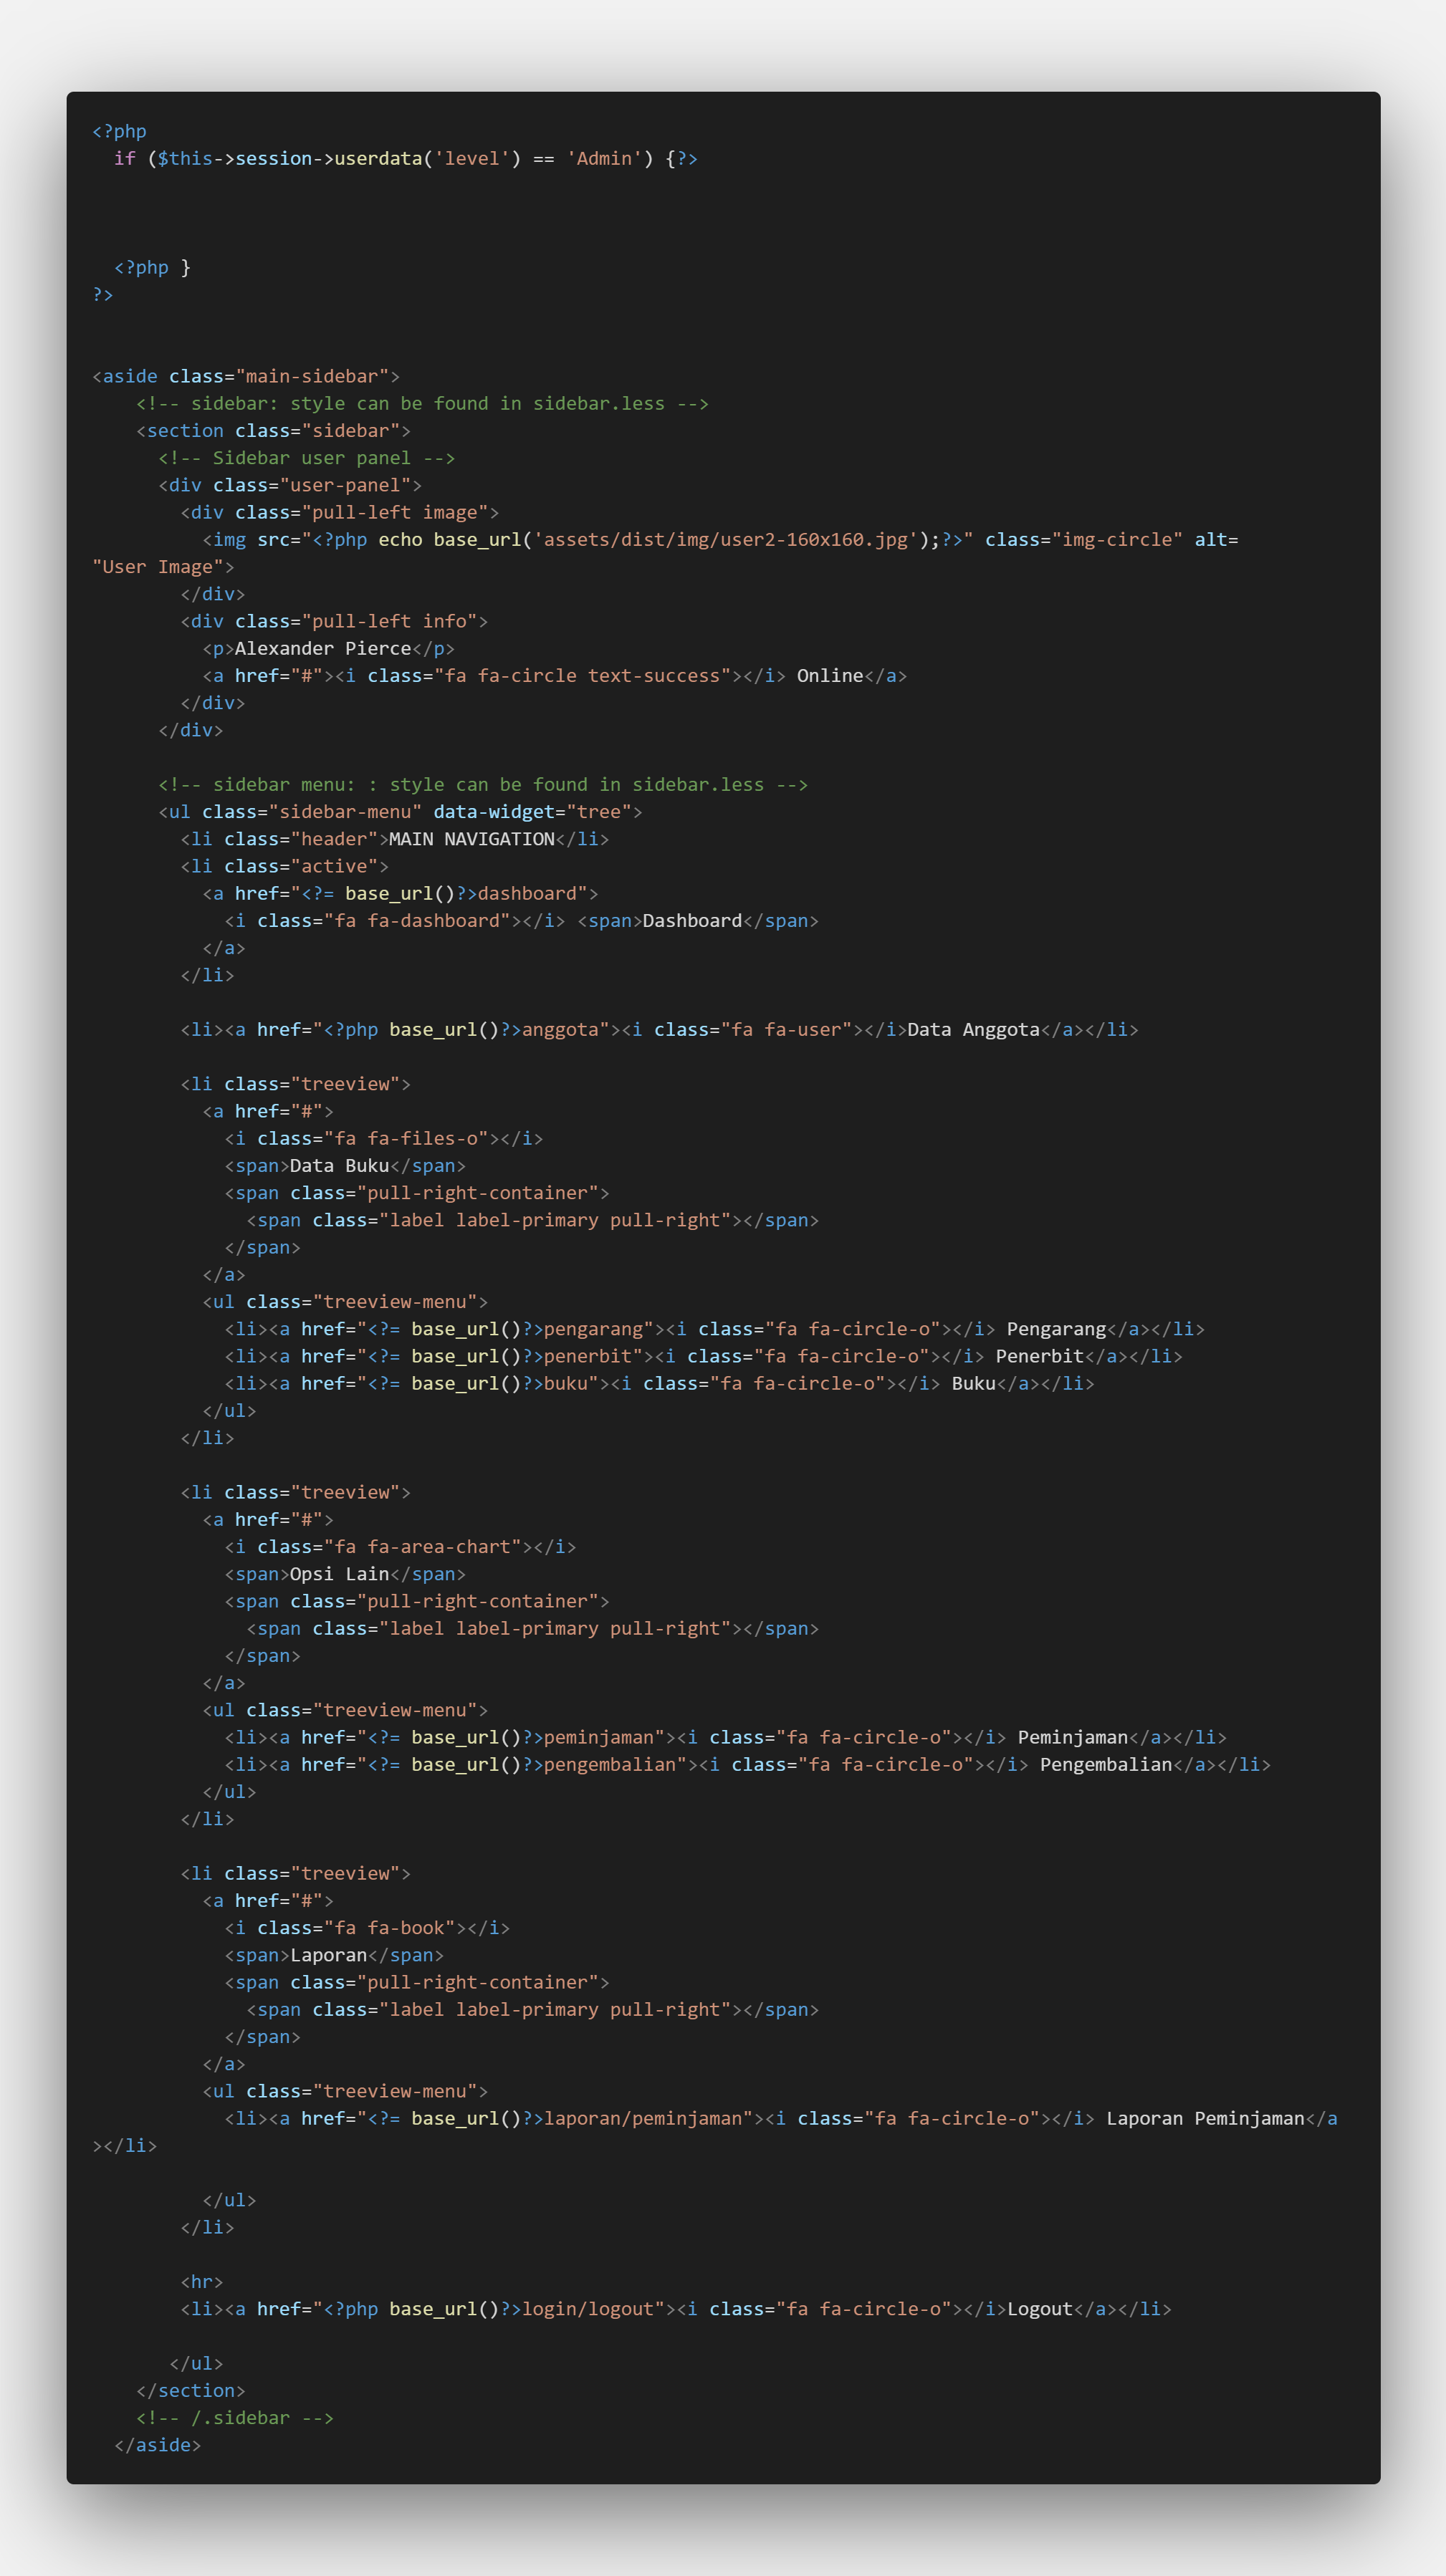 <?php
  if ($this->session->userdata('level') == 'Admin') {?>
  <?php }
?>
<aside class="main-sidebar">
    <!-- sidebar: style can be found in sidebar.less -->
    <section class="sidebar">
      <!-- Sidebar user panel -->
      <div class="user-panel">
        <div class="pull-left image">
          <img src="<?php echo base_url('assets/dist/img/user2-160x160.jpg');?>" class="img-circle" alt=
"User Image">
        </div>
        <div class="pull-left info">
          <p>Alexander Pierce</p>
          <a href="#"><i class="fa fa-circle text-success"></i> Online</a>
        </div>
      </div>
      <!-- sidebar menu: : style can be found in sidebar.less -->
      <ul class="sidebar-menu" data-widget="tree">
        <li class="header">MAIN NAVIGATION</li>
        <li class="active">
          <a href="<?= base_url()?>dashboard">
            <i class="fa fa-dashboard"></i> <span>Dashboard</span>
          </a>
        </li>
        <li><a href="<?php base_url()?>anggota"><i class="fa fa-user"></i>Data Anggota</a></li>
        <li class="treeview">
          <a href="#">
            <i class="fa fa-files-o"></i>
            <span>Data Buku</span>
            <span class="pull-right-container">
              <span class="label label-primary pull-right"></span>
            </span>
          </a>
          <ul class="treeview-menu">
            <li><a href="<?= base_url()?>pengarang"><i class="fa fa-circle-o"></i> Pengarang</a></li>
            <li><a href="<?= base_url()?>penerbit"><i class="fa fa-circle-o"></i> Penerbit</a></li>
            <li><a href="<?= base_url()?>buku"><i class="fa fa-circle-o"></i> Buku</a></li>
          </ul>
        </li>
        <li class="treeview">
          <a href="#">
            <i class="fa fa-area-chart"></i>
            <span>Opsi Lain</span>
            <span class="pull-right-container">
              <span class="label label-primary pull-right"></span>
            </span>
          </a>
          <ul class="treeview-menu">
            <li><a href="<?= base_url()?>peminjaman"><i class="fa fa-circle-o"></i> Peminjaman</a></li>
            <li><a href="<?= base_url()?>pengembalian"><i class="fa fa-circle-o"></i> Pengembalian</a></li>
          </ul>
        </li>
        <li class="treeview">
          <a href="#">
            <i class="fa fa-book"></i>
            <span>Laporan</span>
            <span class="pull-right-container">
              <span class="label label-primary pull-right"></span>
            </span>
          </a>
          <ul class="treeview-menu">
            <li><a href="<?= base_url()?>laporan/peminjaman"><i class="fa fa-circle-o"></i> Laporan Peminjaman</a
></li>
          </ul>
        </li>
        <hr>
        <li><a href="<?php base_url()?>login/logout"><i class="fa fa-circle-o"></i>Logout</a></li>
       </ul>
    </section>
    <!-- /.sidebar -->
  </aside>